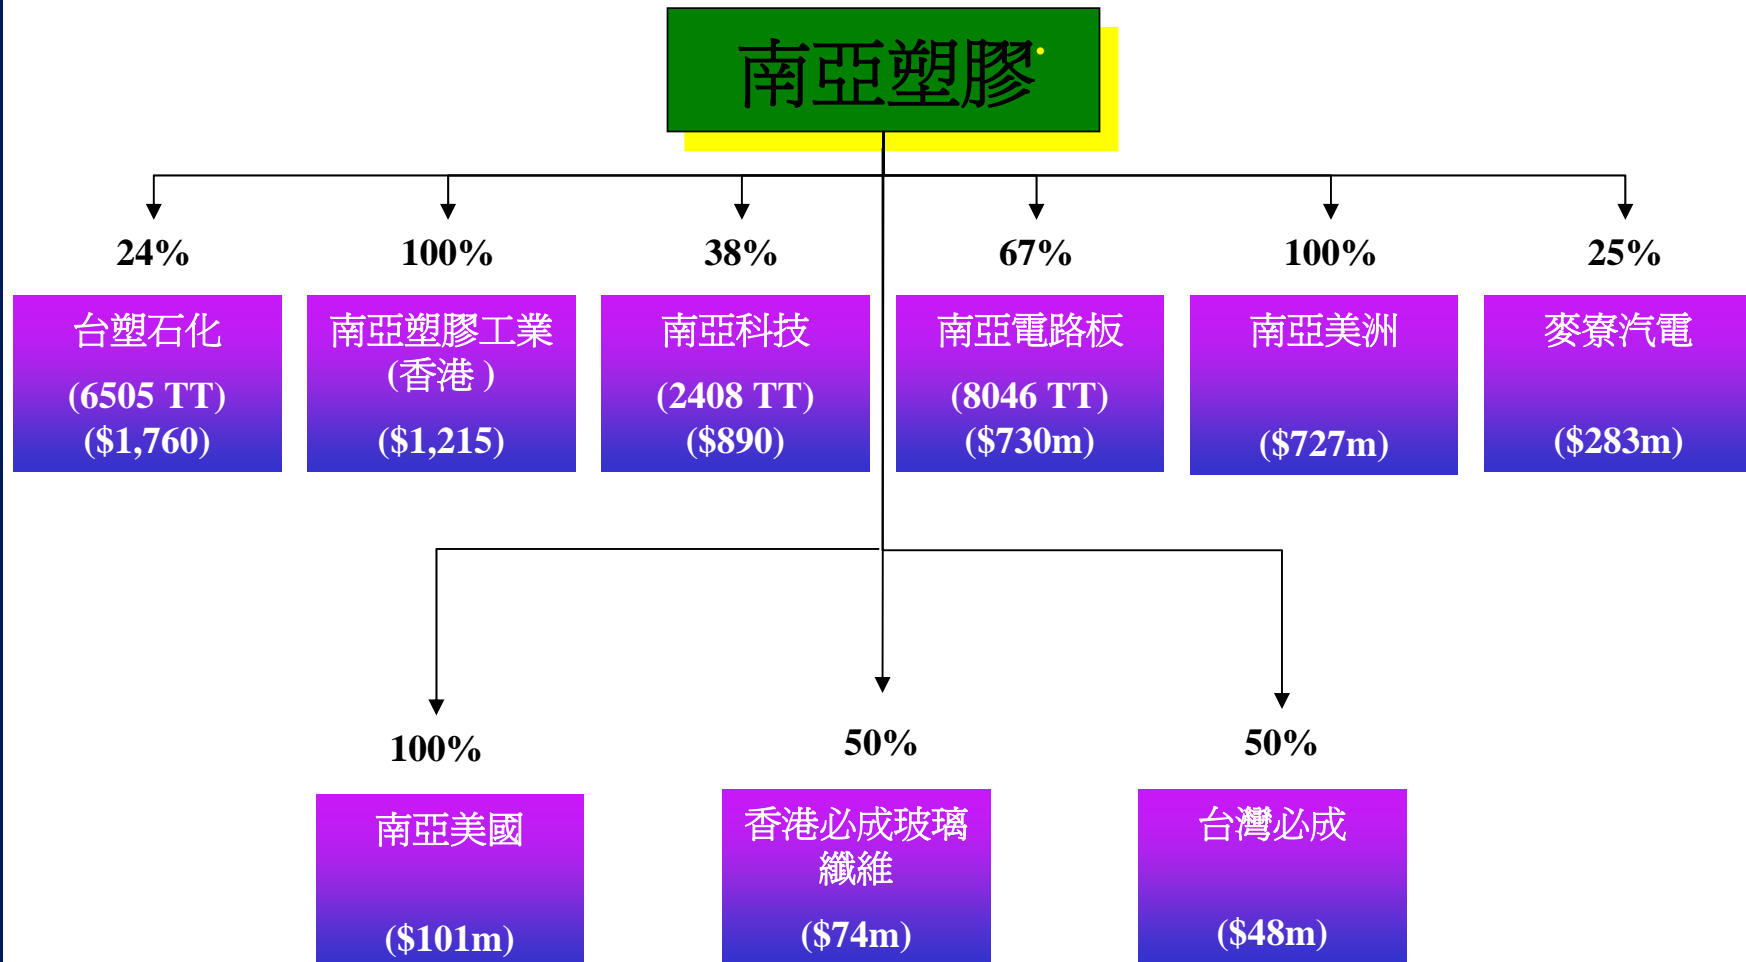 南亞塑膠
24%
100%
38%
67%
100%
25%
台塑石化
(6505 TT)
($1,760)
南亞塑膠工業
(香港 )
($1,215)
南亞科技
(2408 TT)
($890)
南亞電路板
(8046 TT)
($730m)
南亞美洲
($727m)
麥寮汽電
($283m)
100%
50%
50%
南亞美國
($101m)
香港必成玻璃
纖維
($74m)
台灣必成
($48m)